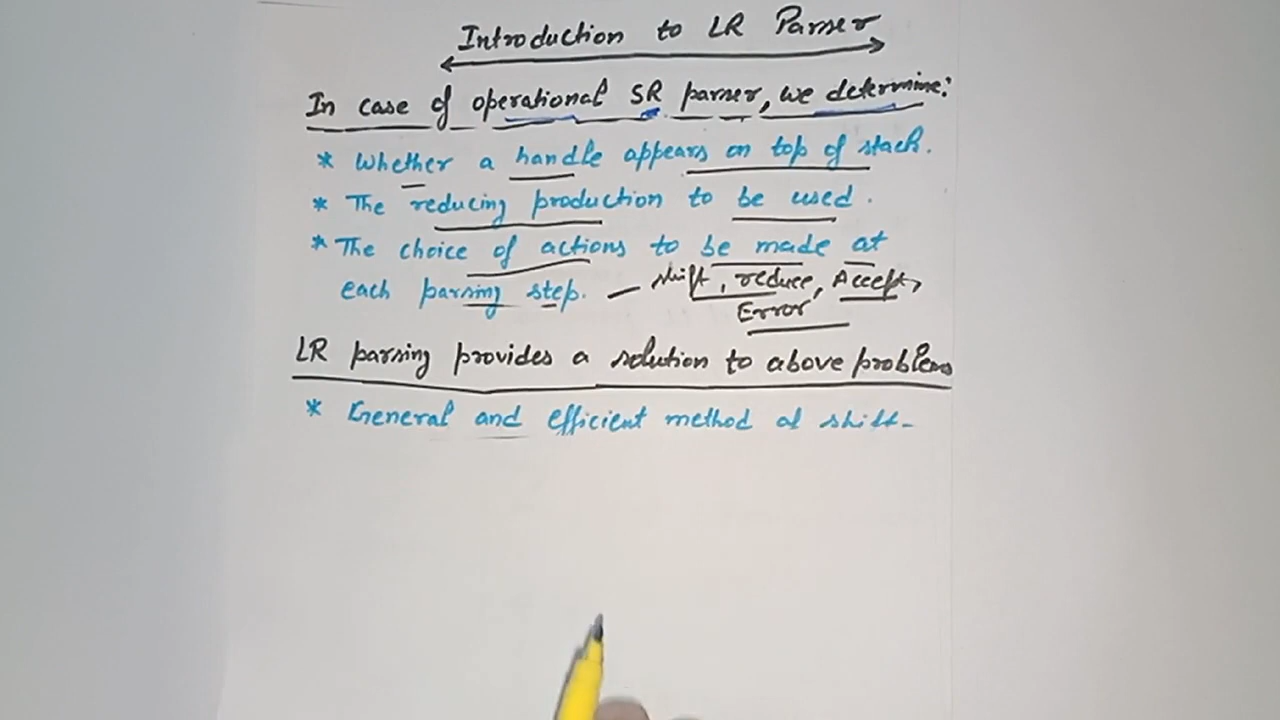 Introduction to LR Parser
In case of operational SR parser, we determine:
* Whether a handle appears on top of stack.
* The reducing production to be used.
* The choice of actions to be made at
each parsing step. — shift, reduce, Accept,
Error
LR parsing provides a solution to above problems
* General and efficient method of shift-